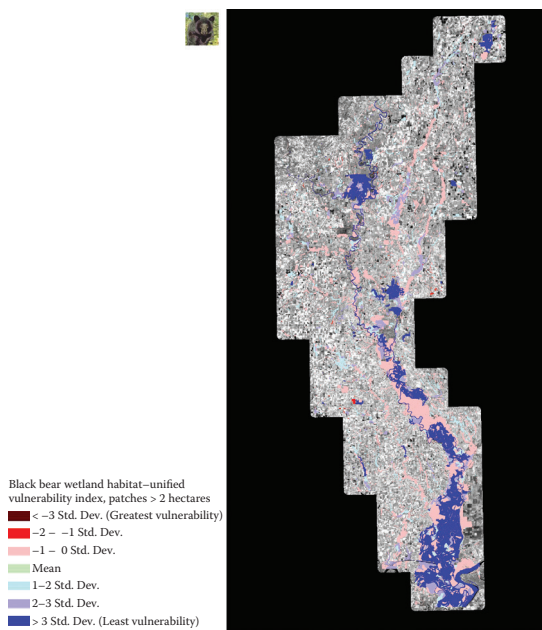 Black bear wetland habitat–unified
vulnerability index, patches > 2 hectares
< −3 Std. Dev. (Greatest vulnerability)
−2 – −1 Std. Dev.
−1 – 0 Std. Dev.
Mean
1–2 Std. Dev.
2–3 Std. Dev.
> 3 Std. Dev. (Least vulnerability)